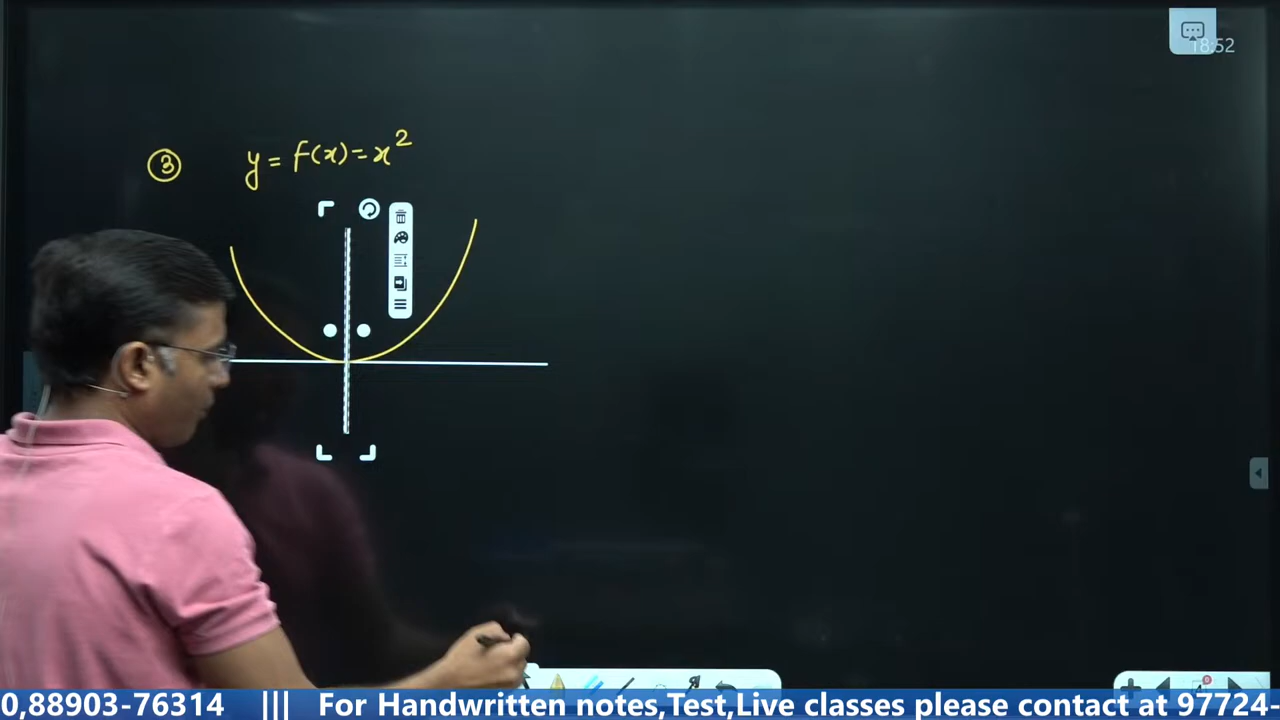 18:52
③ y = f(x) = x²
0,88903-76314 ||| For Handwritten notes,Test,Live classes please contact at 97724-